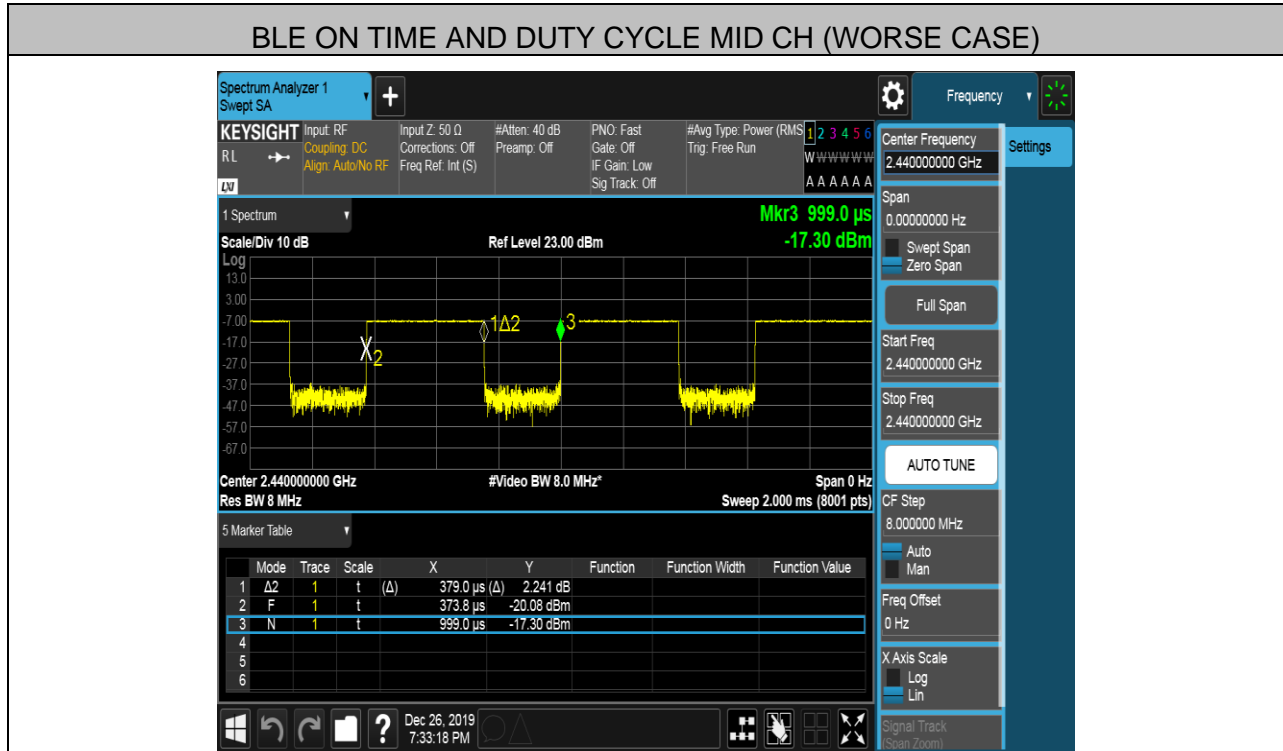 BLE ON TIME AND DUTY CYCLE MID CH (WORSE CASE)
Spectrum Analyzer 1
Swept SA
Frequency
KEYSIGHT
RL
LXI
Input: RF
Coupling: DC
Align: Auto/No RF
Input Z: 50 Ω
Corrections: Off
Freq Ref: Int (S)
#Atten: 40 dB
Preamp: Off
PNO: Fast
Gate: Off
IF Gain: Low
Sig Track: Off
#Avg Type: Power (RMS
Trig: Free Run
1 2 3 4 5 6
W W W W W W
A A A A A A
Center Frequency
2.440000000 GHz
Settings
Span
0.00000000 Hz
Swept Span
Zero Span
Full Span
Start Freq
2.440000000 GHz
Stop Freq
2.440000000 GHz
AUTO TUNE
CF Step
8.000000 MHz
Auto
Man
Freq Offset
0 Hz
X Axis Scale
Log
Lin
Signal Track
(Span Zoom)
1 Spectrum
Mkr3 999.0 µs
Scale/Div 10 dB
Ref Level 23.00 dBm
-17.30 dBm
Log
13.0
3.00
-7.00
-17.0
-27.0
-37.0
-47.0
-57.0
-67.0
2
1Δ2
3
Center 2.440000000 GHz
#Video BW 8.0 MHz*
Span 0 Hz
Res BW 8 MHz
Sweep 2.000 ms (8001 pts)
5 Marker Table
Mode Trace Scale X Y Function Function Width Function Value
1 Δ2 1 t (Δ) 379.0 µs (Δ) 2.241 dB
2 F 1 t 373.8 µs -20.08 dBm
3 N 1 t 999.0 µs -17.30 dBm
4
5
6
?
Dec 26, 2019
7:33:18 PM